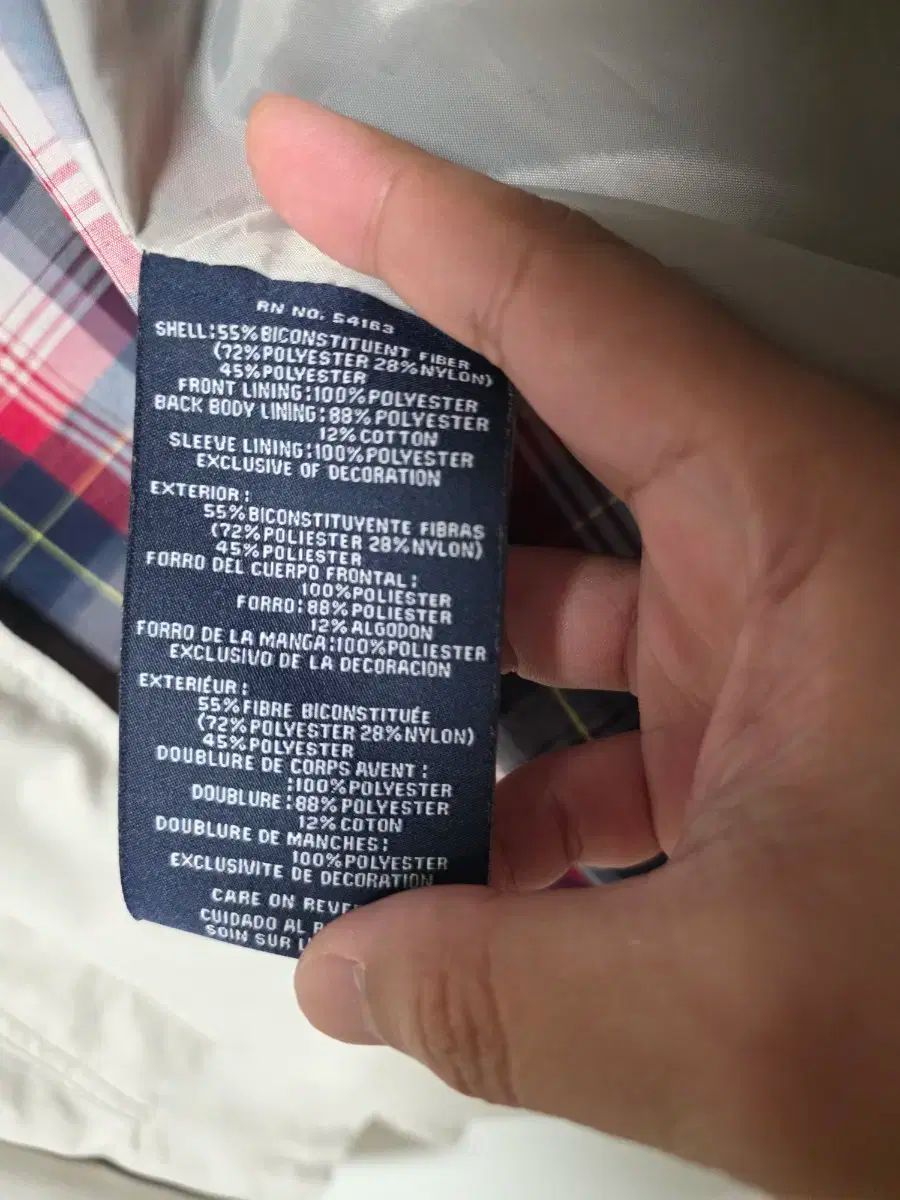 RN NO. 54163
SHELL:55%BICONSTITUENT FIBER
(72%POLYESTER 28%NYLON)
45%POLYESTER
FRONT LINING:100%POLYESTER
BACK BODY LINING:88%POLYESTER
12%COTTON
SLEEVE LINING:100%POLYESTER
EXCLUSIVE OF DECORATION
EXTERIOR:
55%BICONSTITUYENTE FIBRAS
(72%POLIESTER 28%NYLON)
45%POLIESTER
FORRO DEL CUERPO FRONTAL:
100%POLIESTER
FORRO:88%POLIESTER
12%ALGODON
FORRO DE LA MANGA:100%POLIESTER
EXCLUSIVO DE LA DECORACION
EXTERIÉUR:
55%FIBRE BICONSTITUÉE
(72%POLYESTER 28%NYLON)
45%POLYESTER
DOUBLURE DE CORPS AVENT:
:100%POLYESTER
DOUBLURE:88%POLYESTER
12%COTON
DOUBLURE DE MANCHES:
100%POLYESTER
EXCLUSIVITE DE DECORATION
CARE ON
CUIDADO AL
SOIN SUR